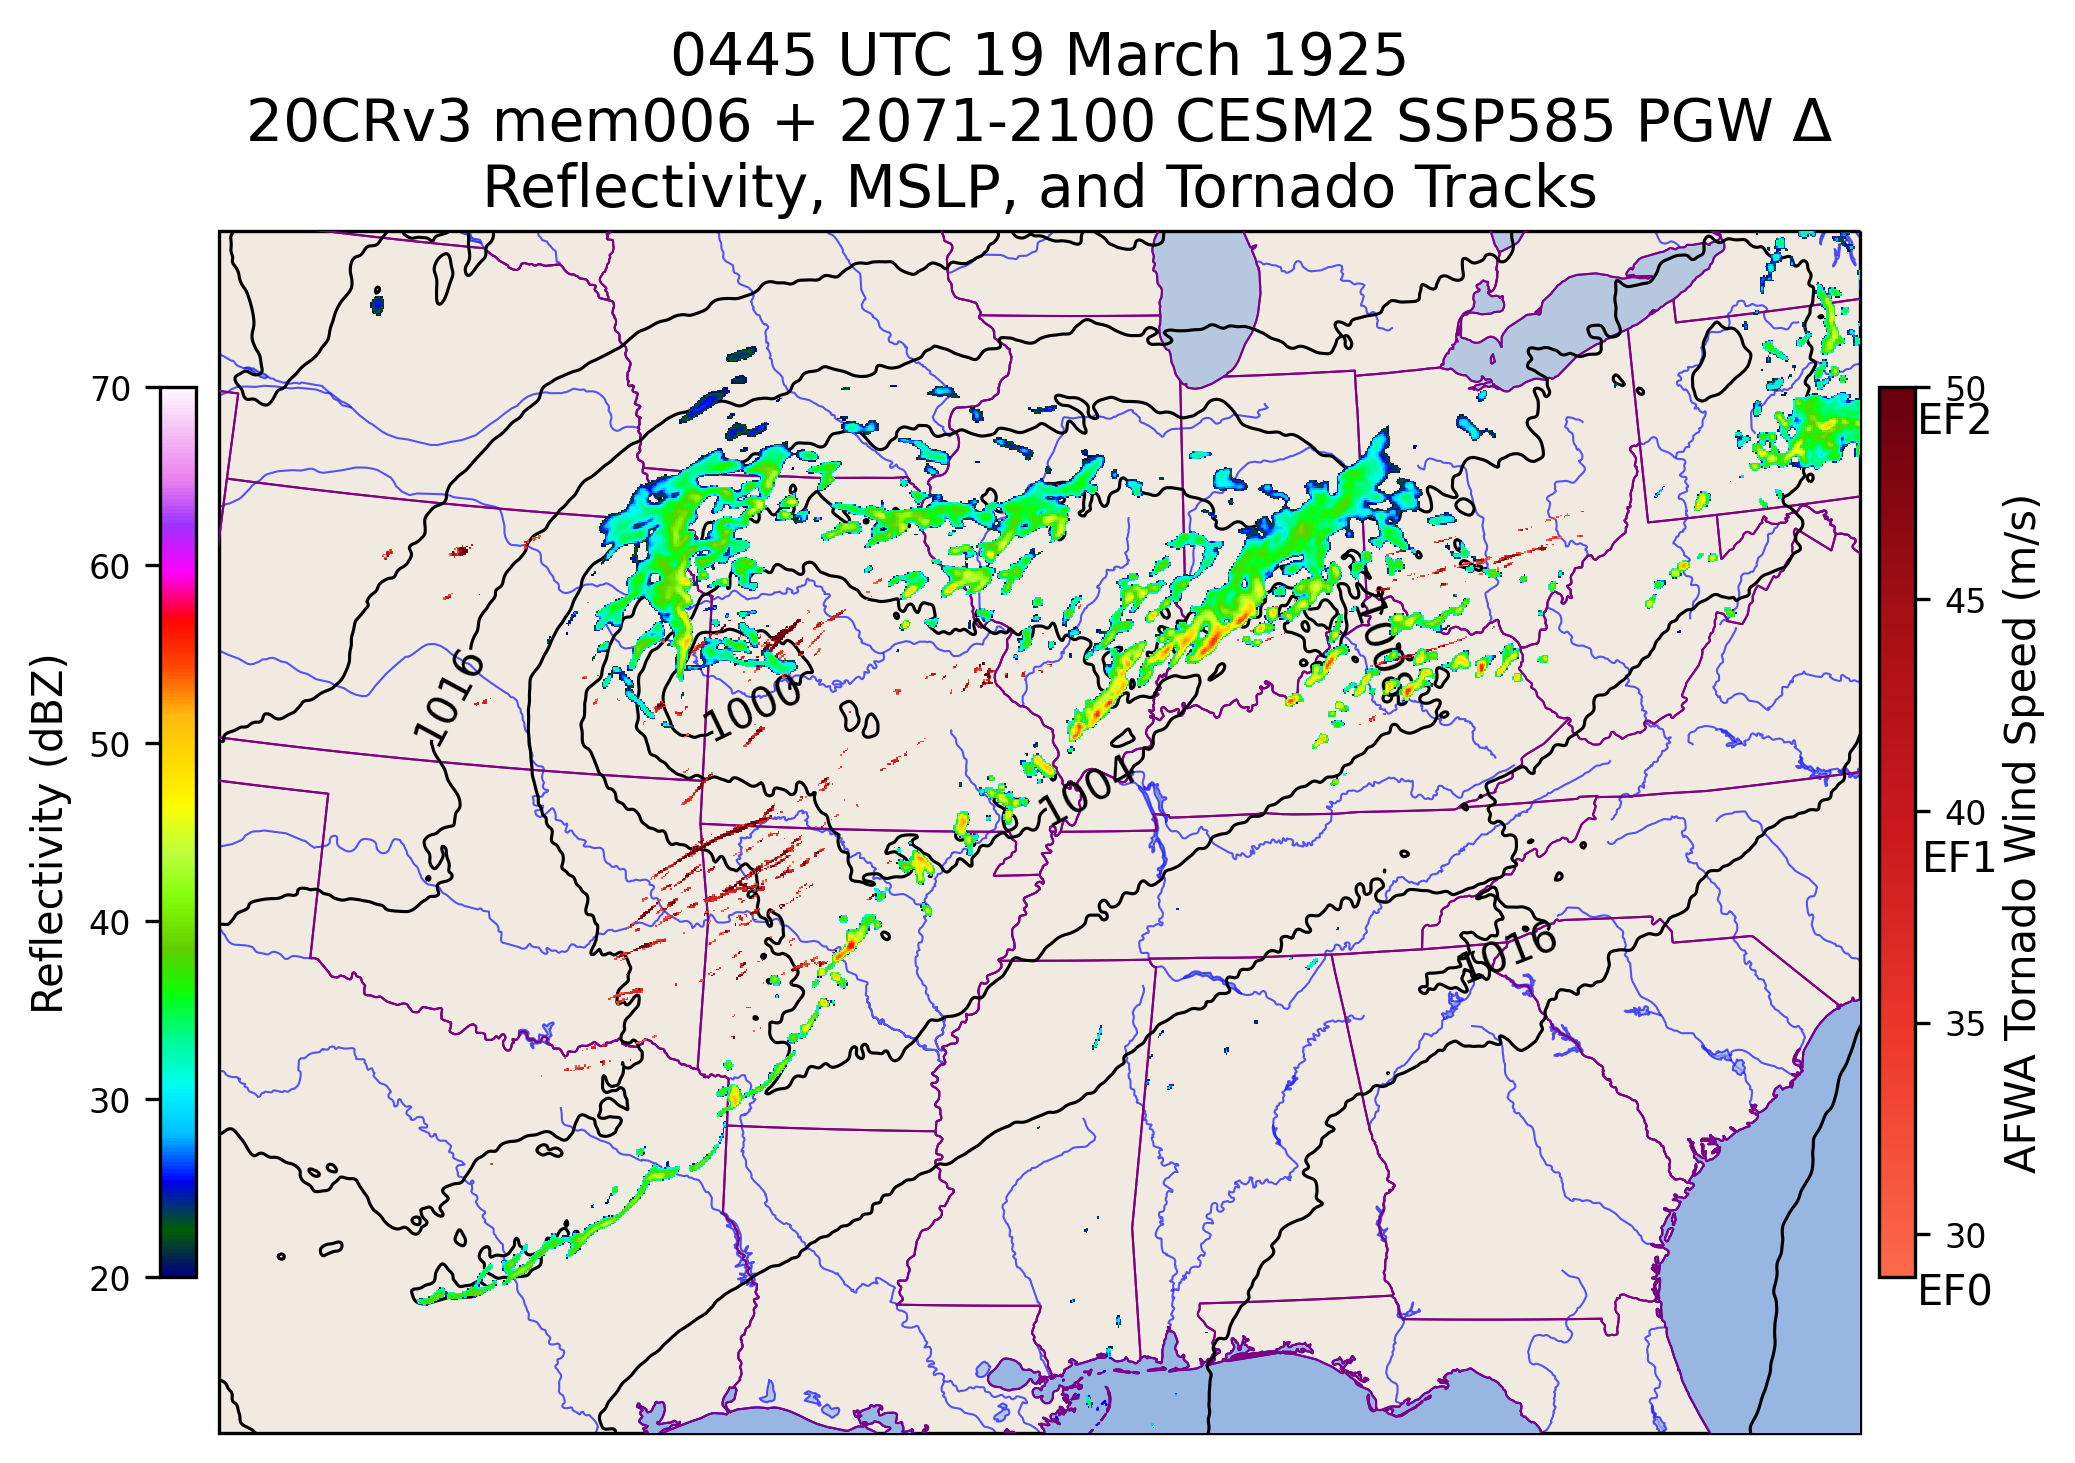 0445 UTC 19 March 1925
20CRv3 mem006 + 2071-2100 CESM2 SSP585 PGW Δ
Reflectivity, MSLP, and Tornado Tracks
70
60
50
40
30
20
Reflectivity (dBZ)
1016
1000
1004
1008
1016
50
EF2
45
40
EF1
35
30
EF0
AFWA Tornado Wind Speed (m/s)